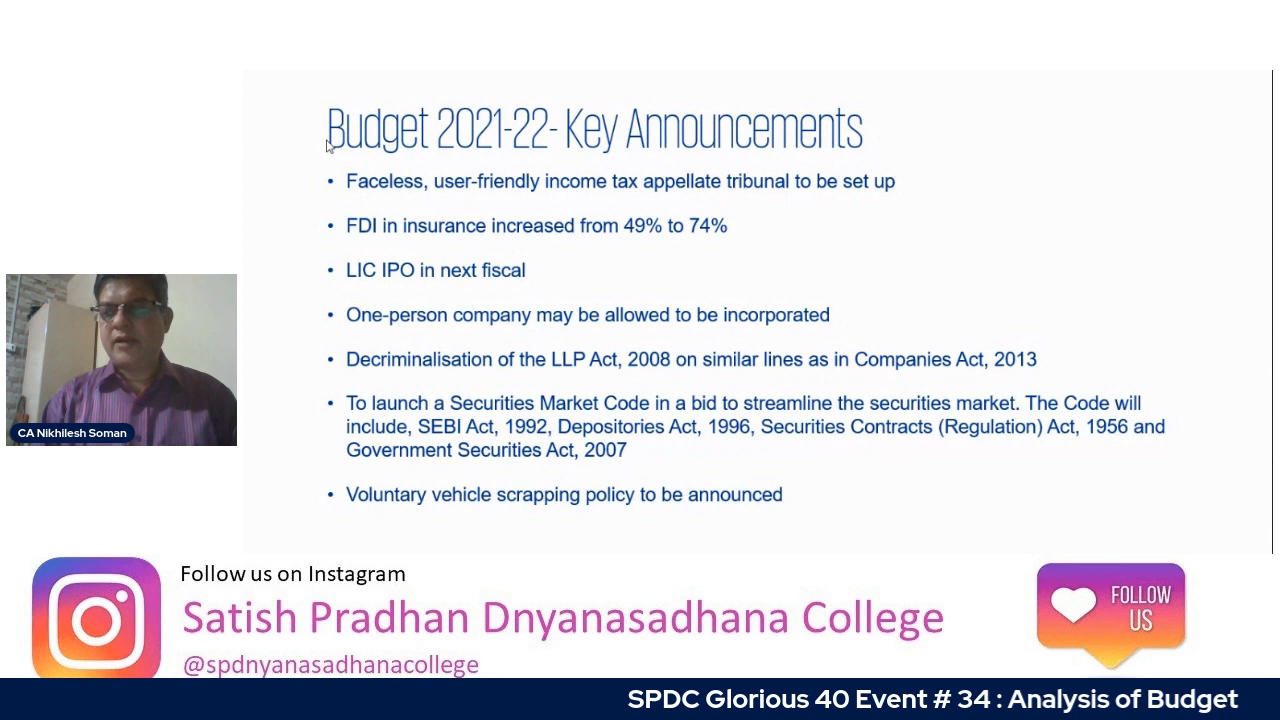 Budget 2021-22- Key Announcements
• Faceless, user-friendly income tax appellate tribunal to be set up
• FDI in insurance increased from 49% to 74%
• LIC IPO in next fiscal
• One-person company may be allowed to be incorporated
• Decriminalisation of the LLP Act, 2008 on similar lines as in Companies Act, 2013
• To launch a Securities Market Code in a bid to streamline the securities market. The Code will
include, SEBI Act, 1992, Depositories Act, 1996, Securities Contracts (Regulation) Act, 1956 and
Government Securities Act, 2007
• Voluntary vehicle scrapping policy to be announced
CA Nikhilesh Soman
Follow us on Instagram
Satish Pradhan Dnyanasadhana College
@spdnyanasadhanacollege
FOLLOW
US
SPDC Glorious 40 Event # 34 : Analysis of Budget